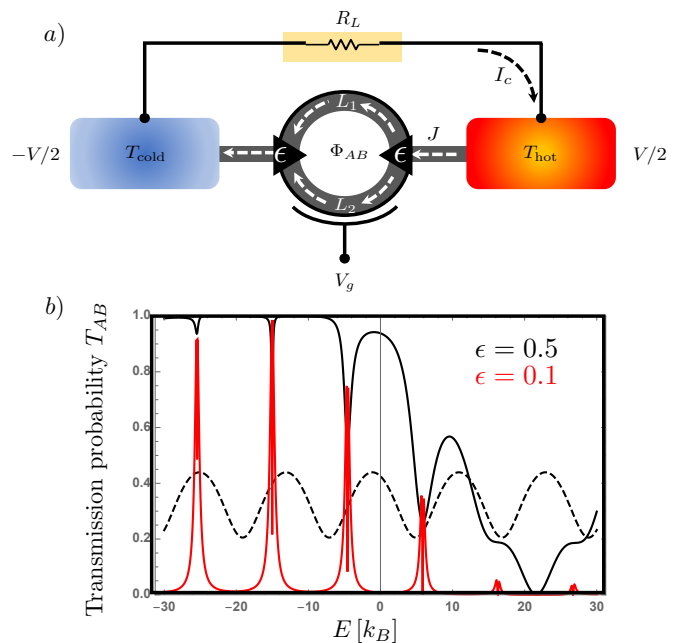 a)
R_L
I_c
-V/2
T_cold
ϵ
L_1
Φ_AB
L_2
ϵ
J
T_hot
V/2
V_g
b)
Transmission probability T_AB
1.0
0.8
0.6
0.4
0.2
0.0
ϵ = 0.5
ϵ = 0.1
-30 -20 -10 0 10 20 30
E [k_B]